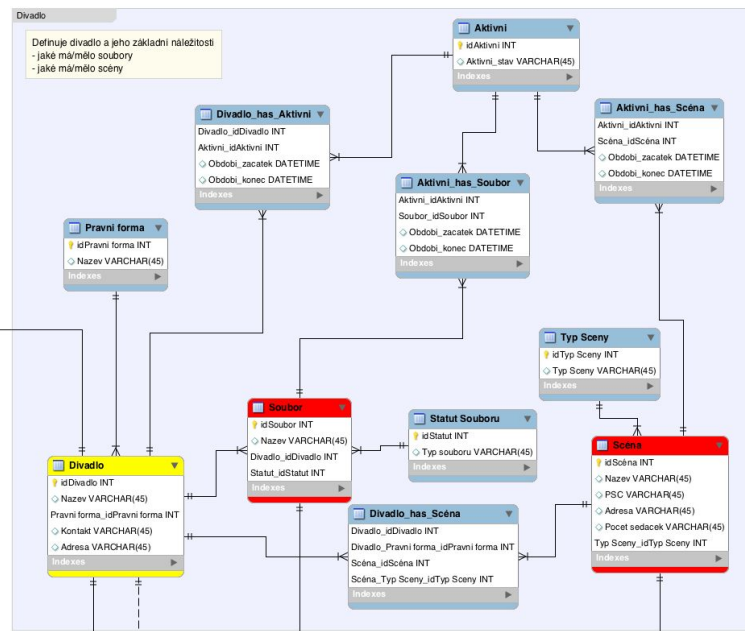 Divadlo
Definuje divadlo a jeho základní náležitosti
- jaké má/mělo soubory
- jaké má/mělo scény
Aktivni
idAktivni INT
Aktivni_stav VARCHAR(45)
Indexes
Divadlo_has_Aktivni
Divadlo_idDivadlo INT
Aktivni_idAktivni INT
Obdobi_zacatek DATETIME
Obdobi_konec DATETIME
Indexes
Aktivni_has_Scéna
Aktivni_idAktivni INT
Scéna_idScéna INT
Obdobi_zacatek DATETIME
Obdobi_konec DATETIME
Indexes
Aktivni_has_Soubor
Aktivni_idAktivni INT
Soubor_idSoubor INT
Obdobi_zacatek DATETIME
Obdobi_konec DATETIME
Indexes
Pravni forma
idPravni forma INT
Nazev VARCHAR(45)
Indexes
Typ Sceny
idTyp Sceny INT
Typ Sceny VARCHAR(45)
Indexes
Soubor
idSoubor INT
Nazev VARCHAR(45)
Divadlo_idDivadlo INT
Statut_idStatut INT
Indexes
Statut Souboru
idStatut INT
Typ souboru VARCHAR(45)
Indexes
Scéna
idScéna INT
Nazev VARCHAR(45)
PSC VARCHAR(45)
Adresa VARCHAR(45)
Pocet sedacek VARCHAR(45)
Typ Sceny_idTyp Sceny INT
Indexes
Divadlo
idDivadlo INT
Nazev VARCHAR(45)
Pravni forma_idPravni forma INT
Kontakt VARCHAR(45)
Adresa VARCHAR(45)
Indexes
Divadlo_has_Scéna
Divadlo_idDivadlo INT
Divadlo_Pravni forma_idPravni forma INT
Scéna_idScéna INT
Scéna_Typ Sceny_idTyp Sceny INT
Indexes